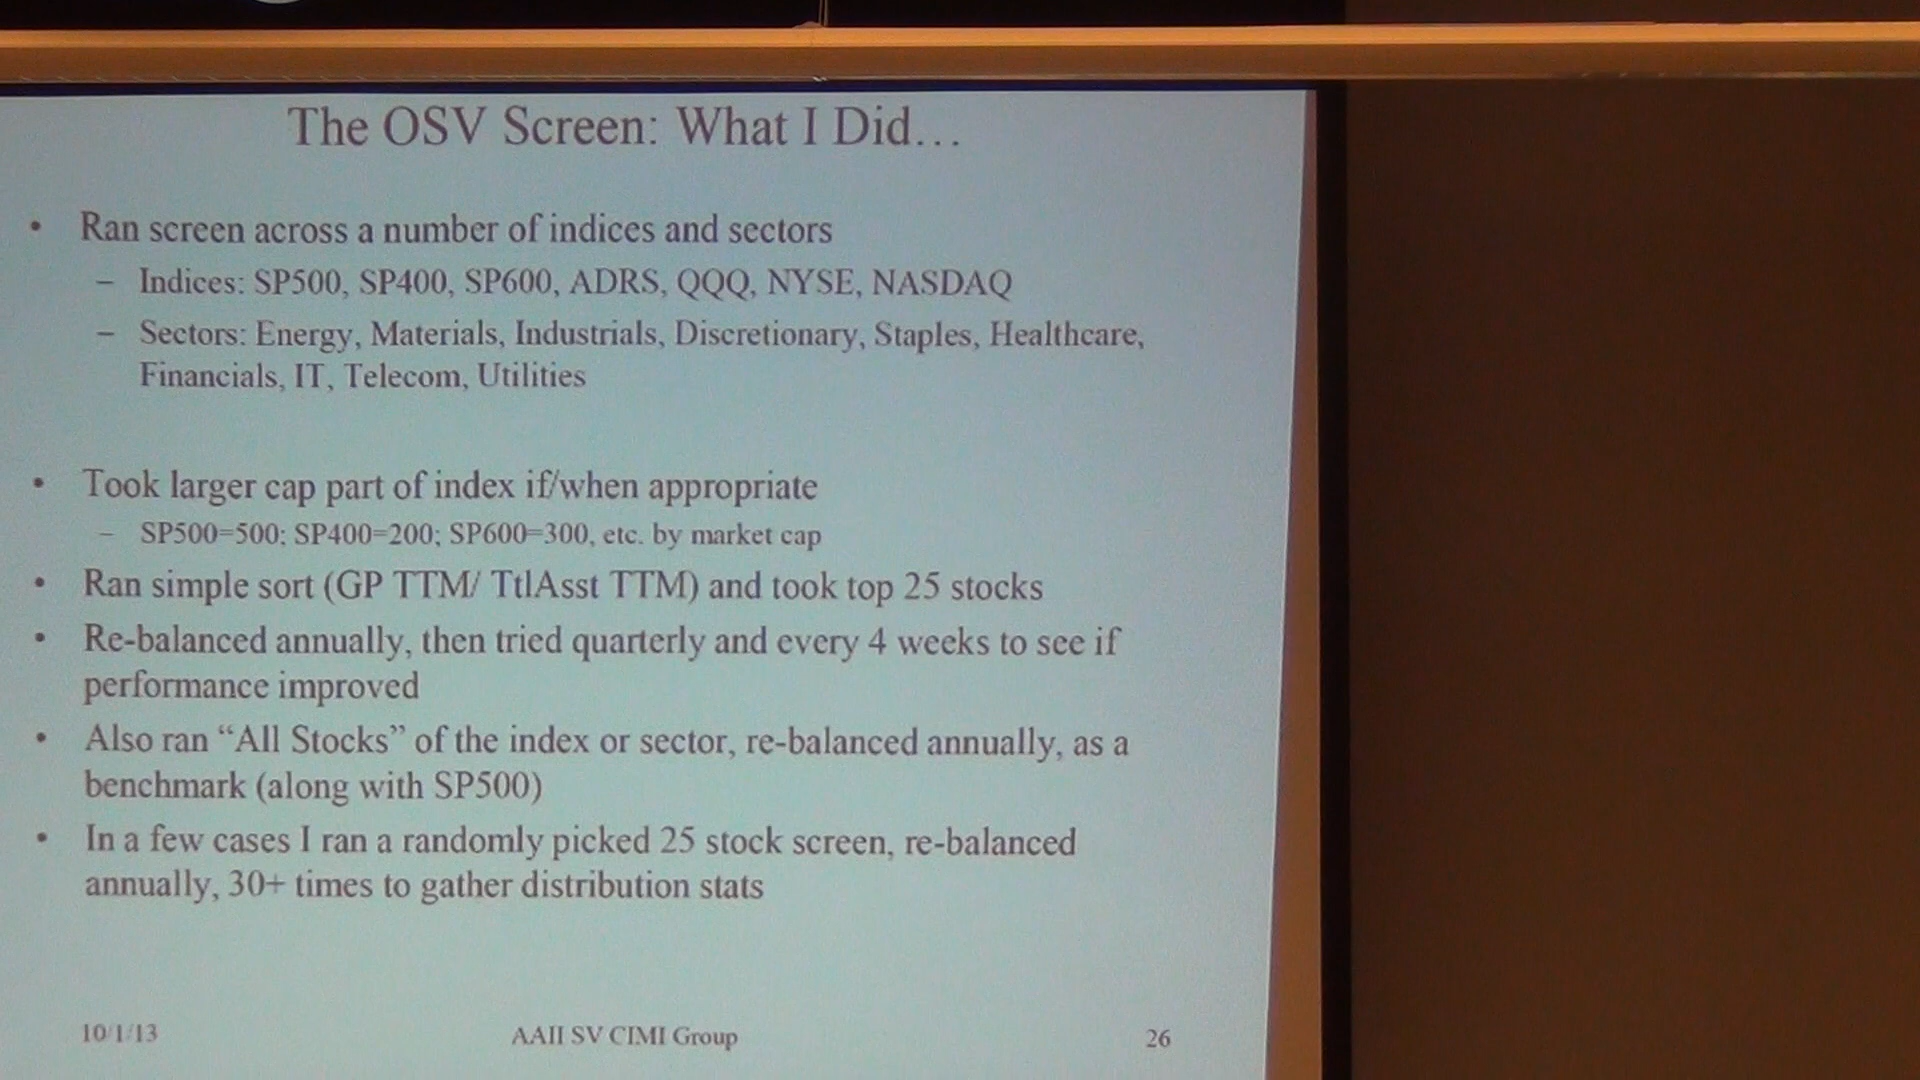 The OSV Screen: What I Did…
• Ran screen across a number of indices and sectors
– Indices: SP500, SP400, SP600, ADRS, QQQ, NYSE, NASDAQ
– Sectors: Energy, Materials, Industrials, Discretionary, Staples, Healthcare,
Financials, IT, Telecom, Utilities
• Took larger cap part of index if/when appropriate
– SP500=500; SP400=200; SP600=300, etc. by market cap
• Ran simple sort (GP TTM/ TtlAsst TTM) and took top 25 stocks
• Re-balanced annually, then tried quarterly and every 4 weeks to see if
performance improved
• Also ran “All Stocks” of the index or sector, re-balanced annually, as a
benchmark (along with SP500)
• In a few cases I ran a randomly picked 25 stock screen, re-balanced
annually, 30+ times to gather distribution stats
10/1/13
AAII SV CIMI Group
26